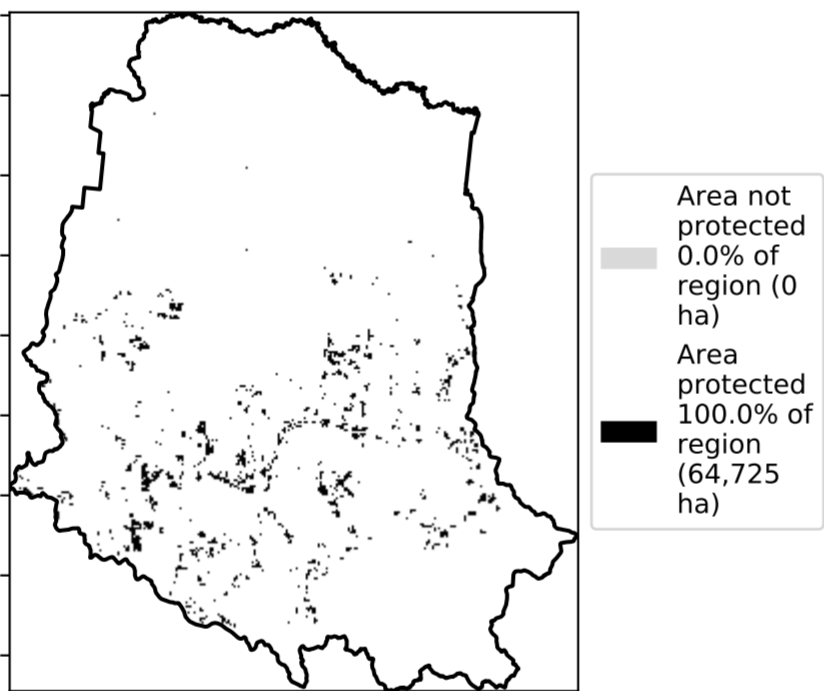 Area not
protected
0.0% of
region (0
ha)
Area
protected
100.0% of
region
(64,725
ha)